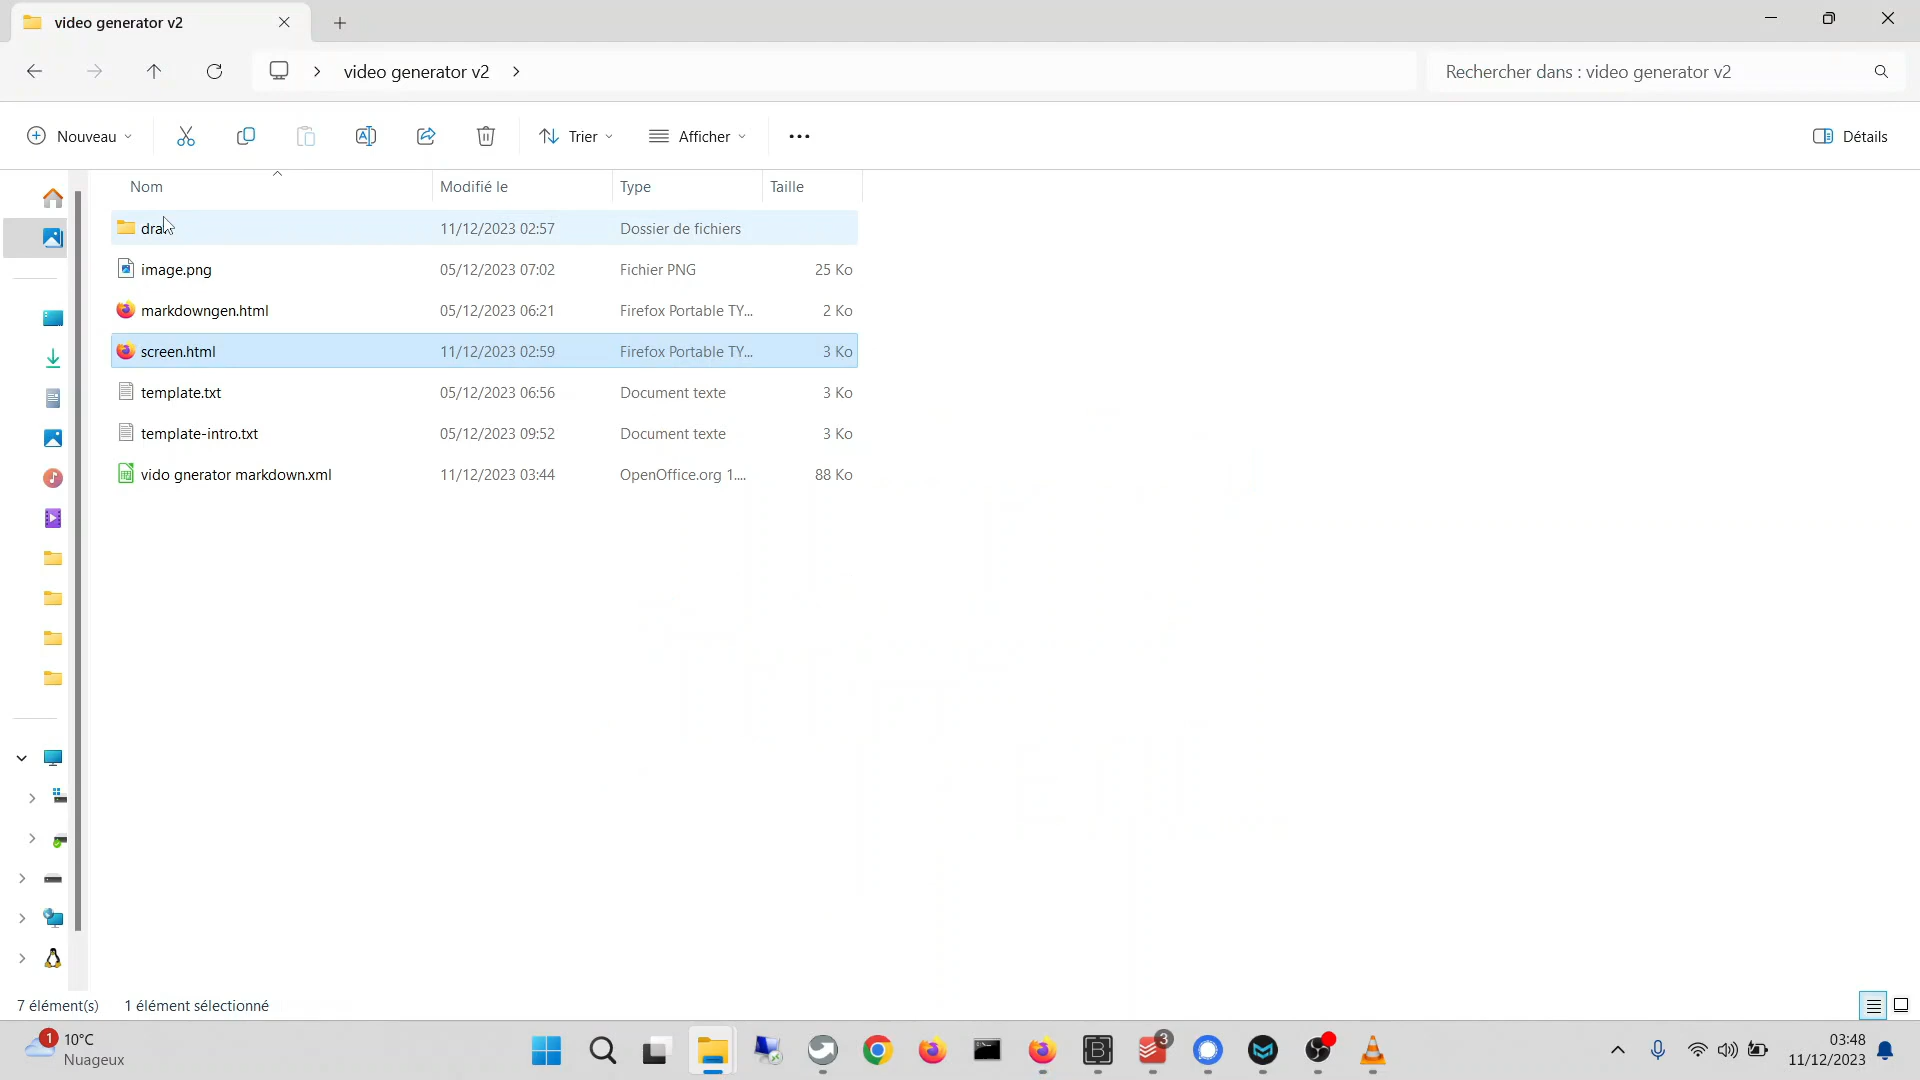 video generator v2
video generator v2
Rechercher dans : video generator v2
Nouveau
Trier
Afficher
Détails
Nom Modifié le Type Taille
11/12/2023 02:57 Dossier de fichiers
image.png 05/12/2023 07:02 Fichier PNG 25 Ko
markdowngen.html 05/12/2023 06:21 Firefox Portable TY... 2 Ko
screen.html 11/12/2023 02:59 Firefox Portable TY... 3 Ko
template.txt 05/12/2023 06:56 Document texte 3 Ko
template-intro.txt 05/12/2023 09:52 Document texte 3 Ko
vido gnerator markdown.xml 11/12/2023 03:44 OpenOffice.org 1.... 88 Ko
7 élément(s) 1 élément sélectionné
1
10°C
Nuageux
3
03:48
11/12/2023